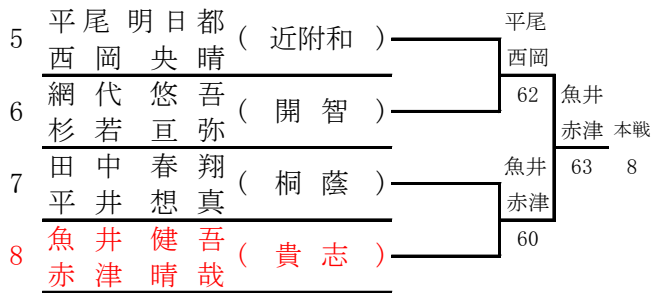 5 平尾 明日都 ( 近附和 )
西岡 央晴
6 網代 悠吾 ( 開智 )
杉若 亘弥
7 田中 春翔 ( 桐蔭 )
平井 想真
8 魚井 健吾 ( 貴志 )
赤津 晴哉
平尾
西岡
62
魚井
赤津
60
魚井
赤津
63
本戦
8